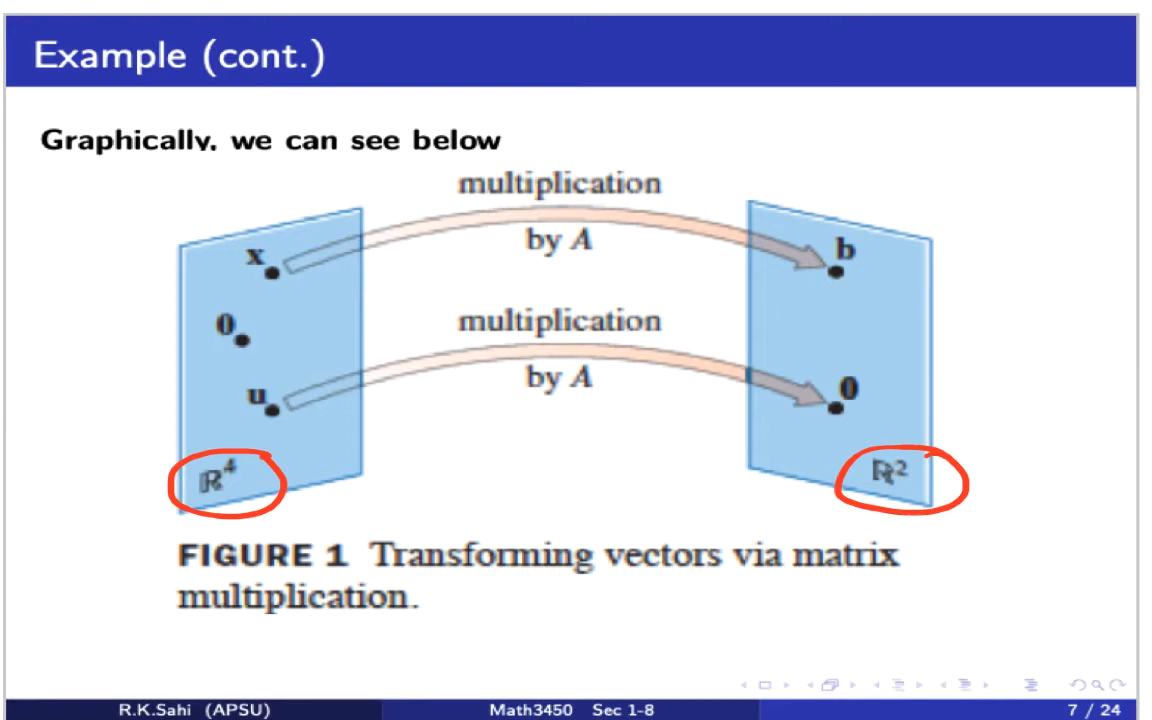 Example (cont.)
Graphically, we can see below
multiplication
by A
x
b
0
multiplication
by A
u
0
ℝ⁴
ℝ²
FIGURE 1 Transforming vectors via matrix
multiplication.
R.K.Sahi (APSU) Math3450 Sec 1-8 7 / 24